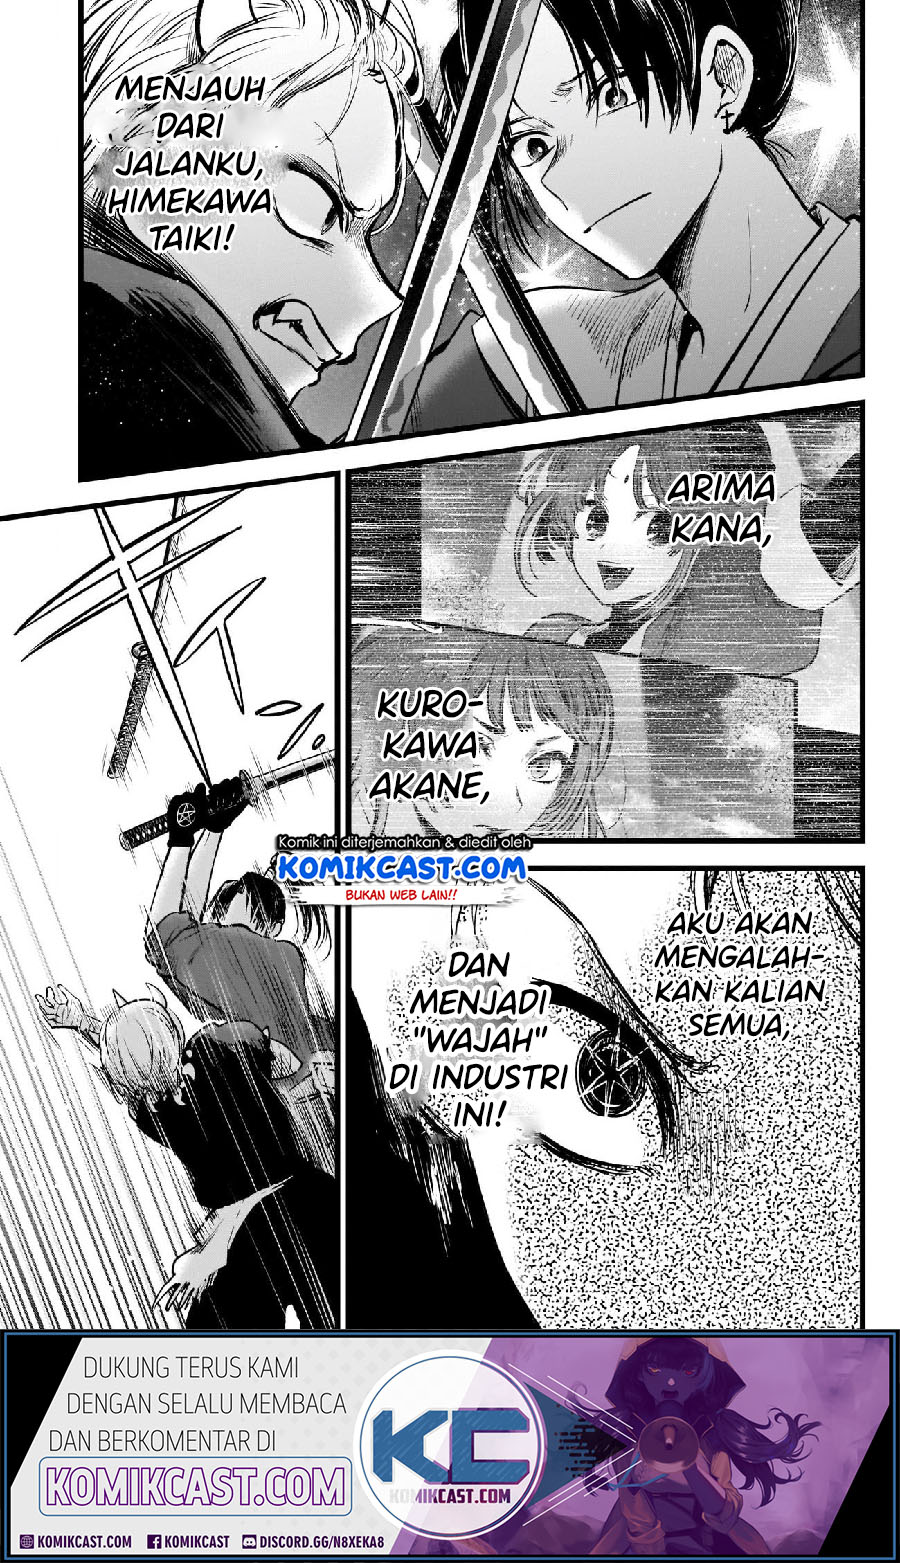 MENJAUH
DARI
JALANKU,
HIMEKAWA
TAIKI!
ARIMA
KANA,
KURO-
KAWA
AKANE,
Komik ini diterjemahkan & diedit oleh
KOMIKCAST.COM
BUKAN WEB LAIN!!
AKU AKAN
MENGALAH-
KAN KALIAN
SEMUA,
DAN
MENJADI
"WAJAH"
DI INDUSTRI
INI!
DUKUNG TERUS KAMI
DENGAN SELALU MEMBACA
DAN BERKOMENTAR DI
KOMIKCAST.COM
KOMIKCAST.COM
KOMIKCAST
DISCORD.GG/N8XEKA8
KC
KOMIKCAST.COM